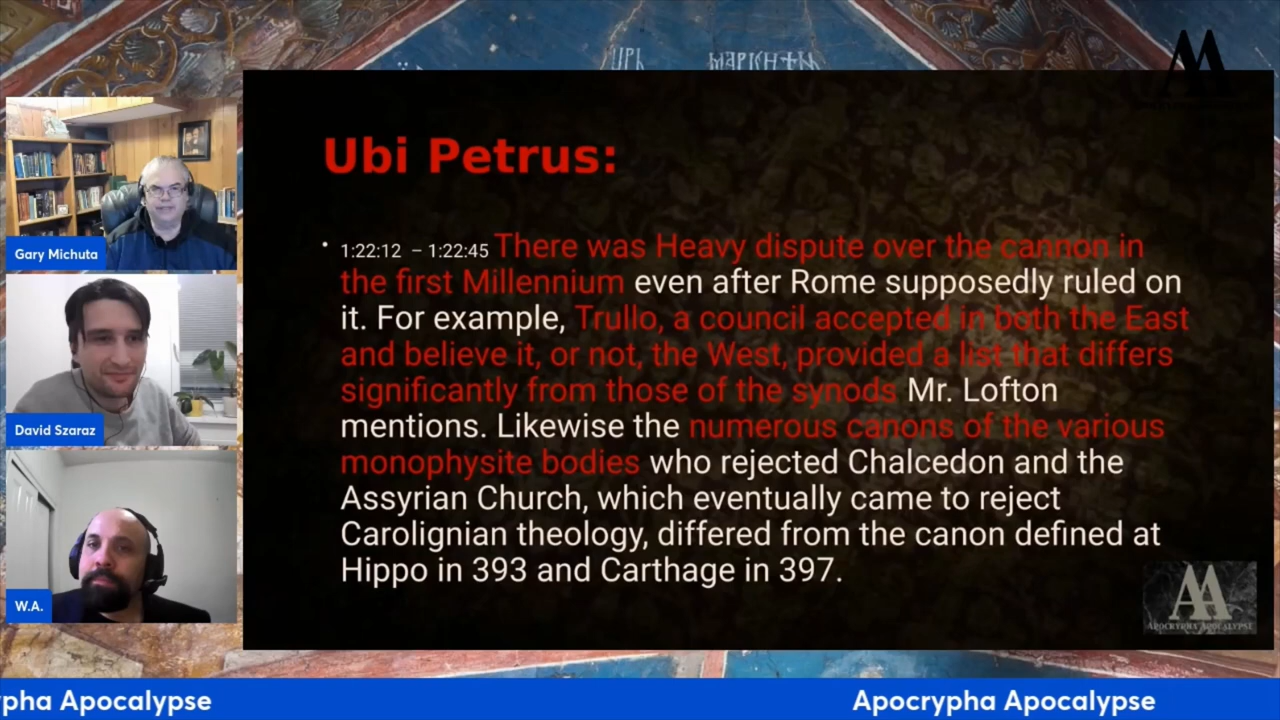 ЦРЬ МАРКІАНЪ
Ubi Petrus:
• 1:22:12 – 1:22:45 There was Heavy dispute over the cannon in
the first Millennium even after Rome supposedly ruled on
it. For example, Trullo, a council accepted in both the East
and believe it, or not, the West, provided a list that differs
significantly from those of the synods Mr. Lofton
mentions. Likewise the numerous canons of the various
monophysite bodies who rejected Chalcedon and the
Assyrian Church, which eventually came to reject
Carolignian theology, differed from the canon defined at
Hippo in 393 and Carthage in 397.
Gary Michuta
David Szaraz
W.A.
AA
APOCRYPHA APOCALYPSE
pha Apocalypse
Apocrypha Apocalypse